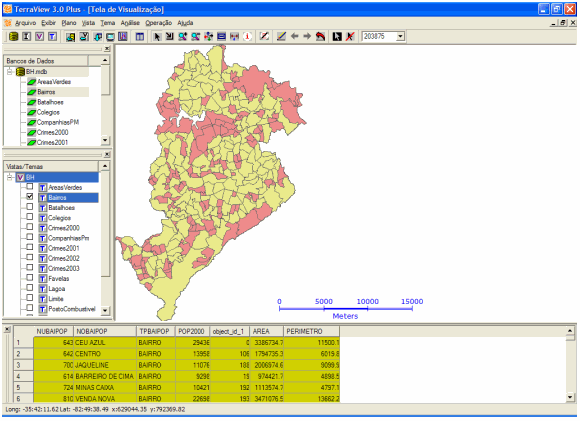 TerraView 3.0 Plus - [Tela de Visualização]
Arquivo Exibir Plano Vista Tema Análise Operação Ajuda
203875
Bancos de Dados
BH.mdb
AreasVerdes
Bairros
Batalhoes
Colegios
CompanhiasPM
Crimes2000
Crimes2001
Vistas/Temas
BH
AreasVerdes
Bairros
Batalhoes
Colegios
Crimes2000
CompanhiasPm
Crimes2001
Crimes2002
Crimes2003
Favelas
Lagoa
Limite
PostoCombustivel
0 5000 10000 15000
Meters
NUBAIPOP NOBAIPOP TPBAIPOP POP2000 object_id_1 AREA PERIMETRO
1 643 CEU AZUL BAIRRO 29436 0 3386734.7 11500.1
2 642 CENTRO BAIRRO 13958 106 1794735.3 6019.8
3 700 JAQUELINE BAIRRO 11076 188 2006974.6 9099.9
4 614 BARREIRO DE CIMA BAIRRO 9298 19 974421.7 4898.5
5 724 MINAS CAIXA BAIRRO 10421 192 1113574.7 4797.1
6 810 VENDA NOVA BAIRRO 22698 193 3471076.5 13662.2
Long: -35:42:11.62 Lat: -82:49:38.49 x:629044.35 y:792369.82